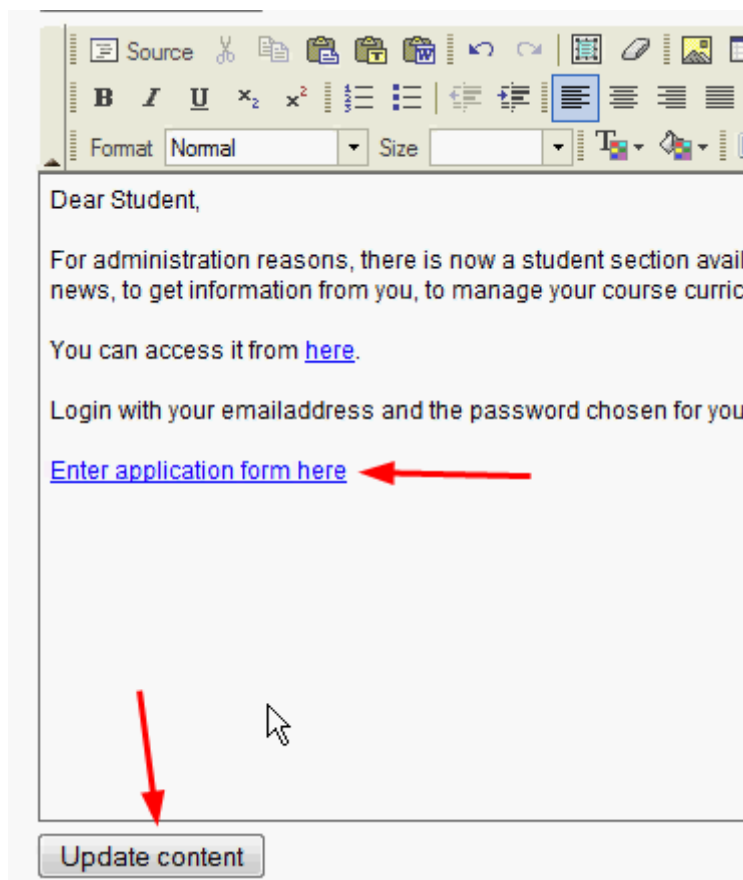 Source
B I U ×₂ ×²
Format Normal Size
Dear Student,
For administration reasons, there is now a student section avail
news, to get information from you, to manage your course curric
You can access it from here.
Login with your emailaddress and the password chosen for you
Enter application form here
Update content